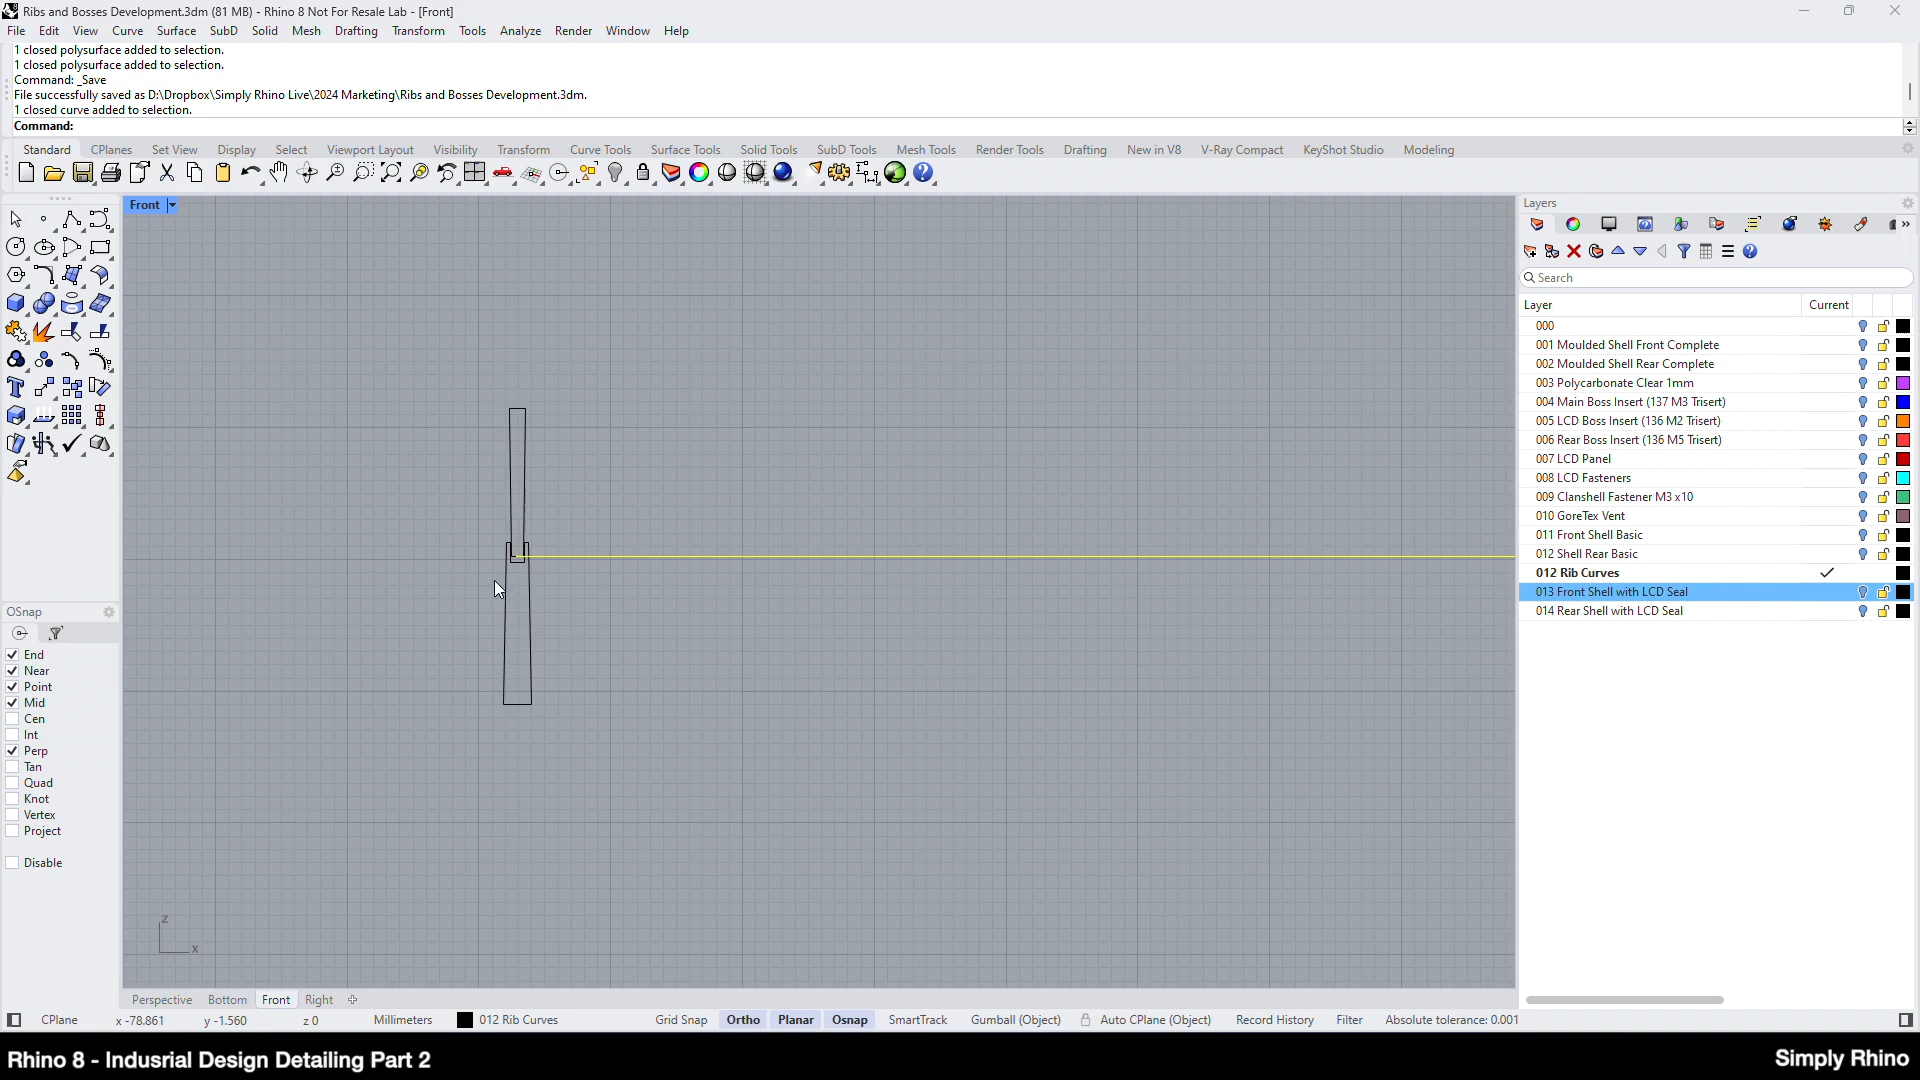 Ribs and Bosses Development.3dm (81 MB) - Rhino 8 Not For Resale Lab - [Front]
File Edit View Curve Surface SubD Solid Mesh Drafting Transform Tools Analyze Render Window Help
1 closed polysurface added to selection.
1 closed polysurface added to selection.
Command: _Save
File successfully saved as D:\Dropbox\Simply Rhino Live\2024 Marketing\Ribs and Bosses Development.3dm.
1 closed curve added to selection.
Command:
Standard CPlanes Set View Display Select Viewport Layout Visibility Transform Curve Tools Surface Tools Solid Tools SubD Tools Mesh Tools Render Tools Drafting New in V8 V-Ray Compact KeyShot Studio Modeling
Front
Layers
Search
Layer Current
000
001 Moulded Shell Front Complete
002 Moulded Shell Rear Complete
003 Polycarbonate Clear 1mm
004 Main Boss Insert (137 M3 Trisert)
005 LCD Boss Insert (136 M2 Trisert)
006 Rear Boss Insert (136 M5 Trisert)
007 LCD Panel
008 LCD Fasteners
009 Clanshell Fastener M3 x10
010 GoreTex Vent
011 Front Shell Basic
012 Shell Rear Basic
012 Rib Curves
013 Front Shell with LCD Seal
014 Rear Shell with LCD Seal
OSnap
End
Near
Point
Mid
Cen
Int
Perp
Tan
Quad
Knot
Vertex
Project
Disable
z
x
Perspective Bottom Front Right
CPlane x -78.861 y -1.560 z 0 Millimeters 012 Rib Curves Grid Snap Ortho Planar Osnap SmartTrack Gumball (Object) Auto CPlane (Object) Record History Filter Absolute tolerance: 0.001
Rhino 8 - Indusrial Design Detailing Part 2
Simply Rhino